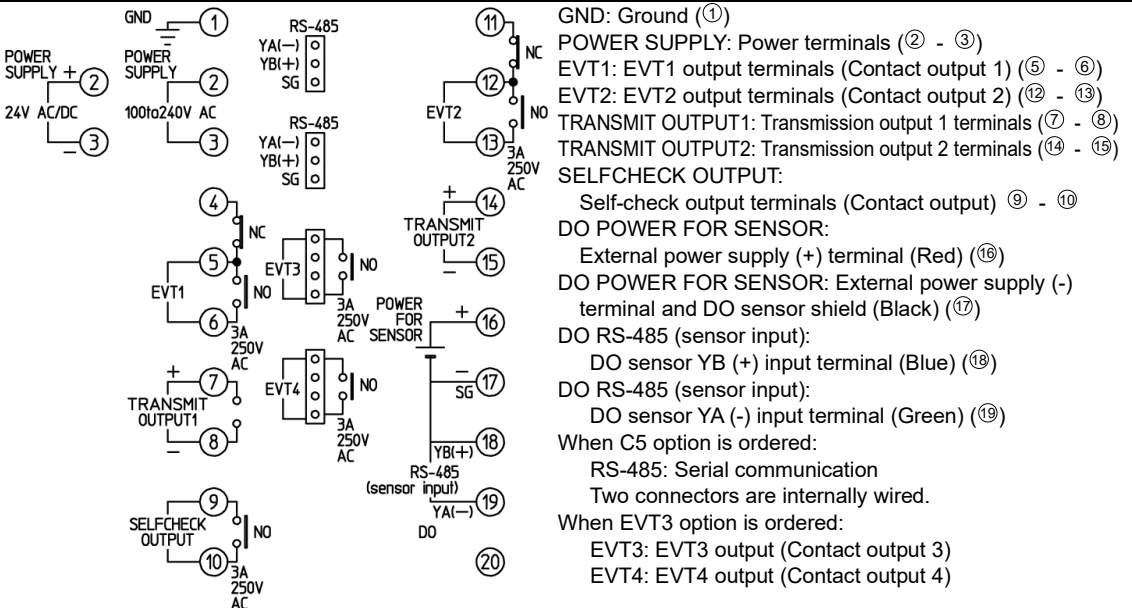 GND
①
POWER
SUPPLY
+
②
24V AC/DC
−
③
POWER
SUPPLY
②
100to240V AC
③
RS-485
YA(−)
YB(+)
SG
RS-485
YA(−)
YB(+)
SG
④
NC
⑤
EVT1
NO
⑥
3A
250V
AC
+
⑦
TRANSMIT
OUTPUT1
−
⑧
⑨
SELFCHECK
OUTPUT
NO
⑩
3A
250V
AC
EVT3
NO
3A
250V
AC
EVT4
NO
3A
250V
AC
⑪
NC
⑫
EVT2
NO
⑬
3A
250V
AC
+
⑭
TRANSMIT
OUTPUT2
−
⑮
POWER
FOR
SENSOR
+
⑯
−
SG
⑰
YB(+)
⑱
RS-485
(sensor input)
YA(−)
⑲
DO
⑳
GND: Ground (①)
POWER SUPPLY: Power terminals (② - ③)
EVT1: EVT1 output terminals (Contact output 1) (⑤ - ⑥)
EVT2: EVT2 output terminals (Contact output 2) (⑫ - ⑬)
TRANSMIT OUTPUT1: Transmission output 1 terminals (⑦ - ⑧)
TRANSMIT OUTPUT2: Transmission output 2 terminals (⑭ - ⑮)
SELFCHECK OUTPUT:
Self-check output terminals (Contact output) ⑨ - ⑩
DO POWER FOR SENSOR:
External power supply (+) terminal (Red) (⑯)
DO POWER FOR SENSOR: External power supply (-)
terminal and DO sensor shield (Black) (⑰)
DO RS-485 (sensor input):
DO sensor YB (+) input terminal (Blue) (⑱)
DO RS-485 (sensor input):
DO sensor YA (-) input terminal (Green) (⑲)
When C5 option is ordered:
RS-485: Serial communication
Two connectors are internally wired.
When EVT3 option is ordered:
EVT3: EVT3 output (Contact output 3)
EVT4: EVT4 output (Contact output 4)